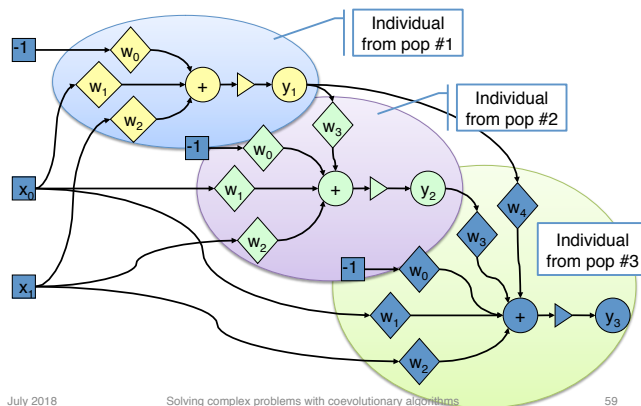 Individual
from pop #1
-1
w0
w1
+
y1
w2
Individual
from pop #2
w3
-1
w0
x0
w1
+
y2
w4
w2
w3
Individual
from pop #3
-1
w0
x1
w1
+
y3
w2
July 2018 Solving complex problems with coevolutionary algorithms 59